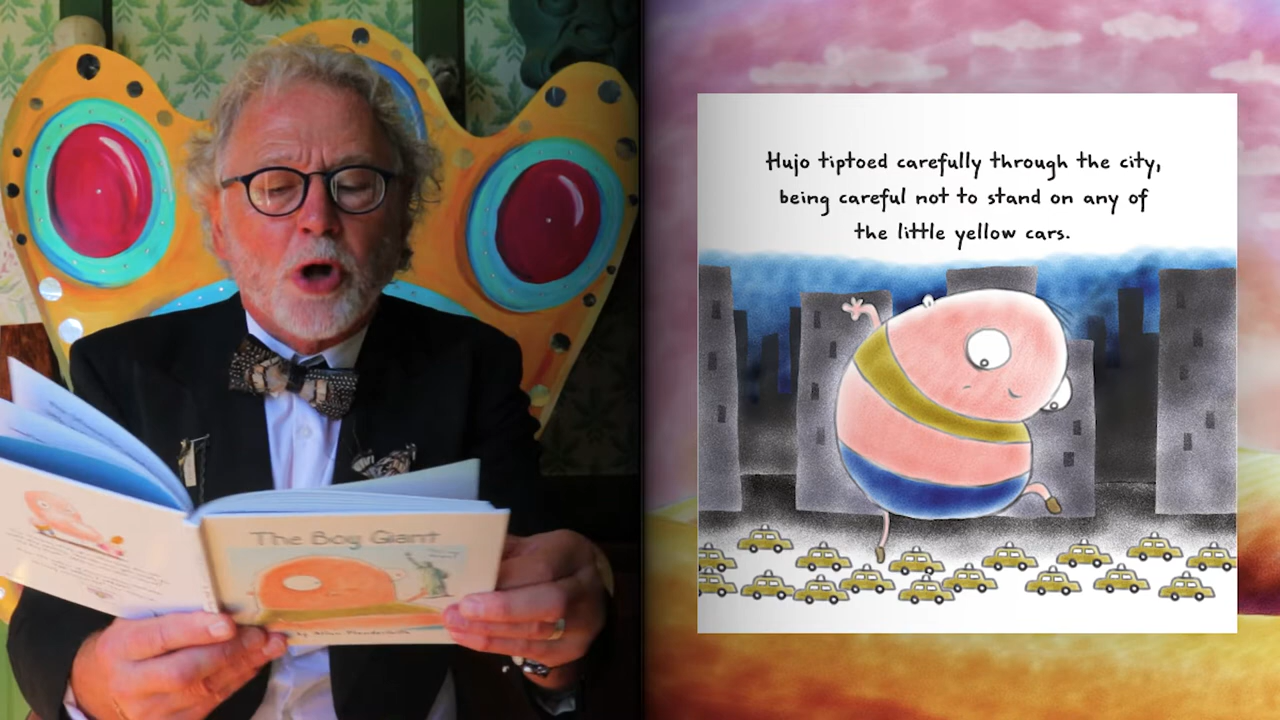 The Boy Giant
Hujo tiptoed carefully through the city,
being careful not to stand on any of
the little yellow cars.